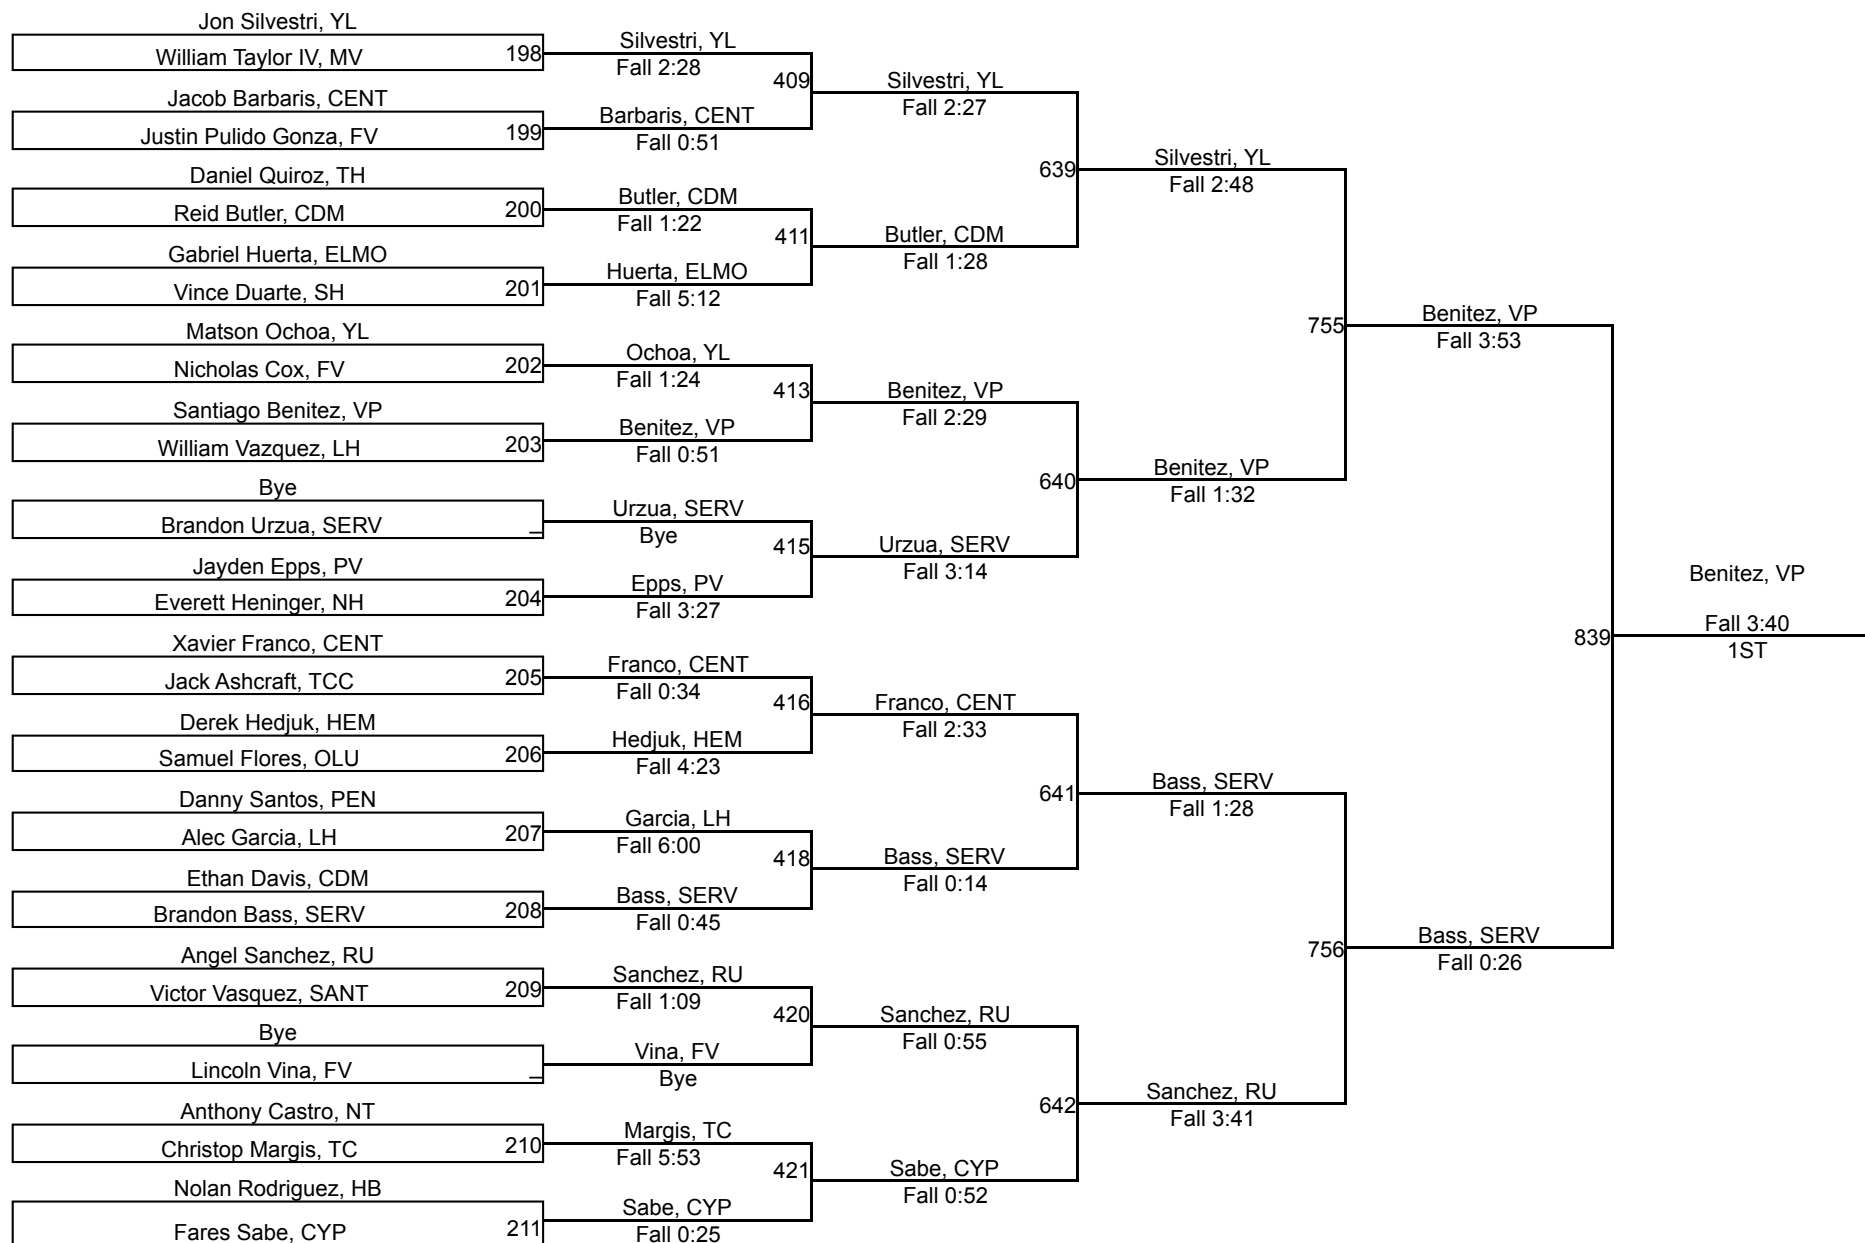 Jon Silvestri, YL
William Taylor IV, MV 198
Jacob Barbaris, CENT
Justin Pulido Gonza, FV 199
Daniel Quiroz, TH
Reid Butler, CDM 200
Gabriel Huerta, ELMO
Vince Duarte, SH 201
Matson Ochoa, YL
Nicholas Cox, FV 202
Santiago Benitez, VP
William Vazquez, LH 203
Bye
Brandon Urzua, SERV _
Jayden Epps, PV
Everett Heninger, NH 204
Xavier Franco, CENT
Jack Ashcraft, TCC 205
Derek Hedjuk, HEM
Samuel Flores, OLU 206
Danny Santos, PEN
Alec Garcia, LH 207
Ethan Davis, CDM
Brandon Bass, SERV 208
Angel Sanchez, RU
Victor Vasquez, SANT 209
Bye
Lincoln Vina, FV _
Anthony Castro, NT
Christop Margis, TC 210
Nolan Rodriguez, HB
Fares Sabe, CYP 211
Silvestri, YL
Fall 2:28
409
Barbaris, CENT
Fall 0:51
Butler, CDM
Fall 1:22
411
Huerta, ELMO
Fall 5:12
Ochoa, YL
Fall 1:24
413
Benitez, VP
Fall 0:51
Urzua, SERV
Bye
415
Epps, PV
Fall 3:27
Franco, CENT
Fall 0:34
416
Hedjuk, HEM
Fall 4:23
Garcia, LH
Fall 6:00
418
Bass, SERV
Fall 0:45
Sanchez, RU
Fall 1:09
420
Vina, FV
Bye
Margis, TC
Fall 5:53
421
Sabe, CYP
Fall 0:25
Silvestri, YL
Fall 2:27
639
Butler, CDM
Fall 1:28
Benitez, VP
Fall 2:29
640
Urzua, SERV
Fall 3:14
Franco, CENT
Fall 2:33
641
Bass, SERV
Fall 0:14
Sanchez, RU
Fall 0:55
642
Sabe, CYP
Fall 0:52
Silvestri, YL
Fall 2:48
755
Benitez, VP
Fall 1:32
Bass, SERV
Fall 1:28
756
Sanchez, RU
Fall 3:41
Benitez, VP
Fall 3:53
839
Bass, SERV
Fall 0:26
Benitez, VP
Fall 3:40
1ST